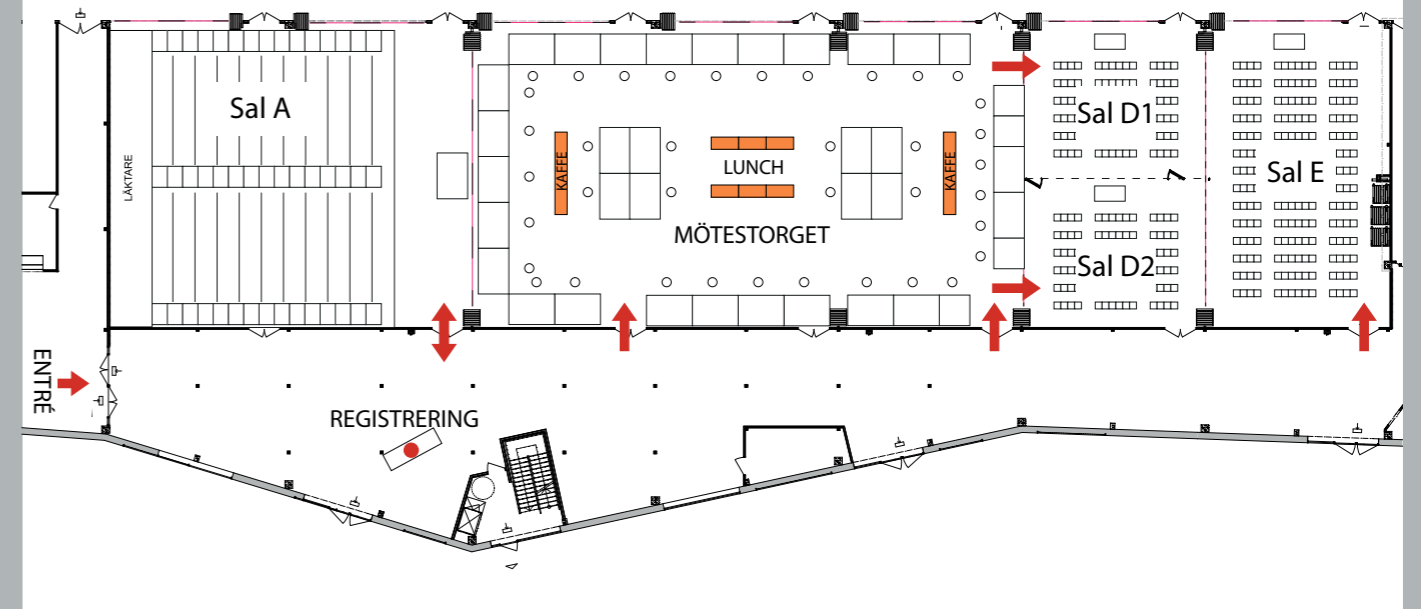 Sal A
LÄKTARE
KAFFE
LUNCH
KAFFE
MÖTESTORGET
Sal D1
Sal D2
Sal E
ENTRÉ
REGISTRERING